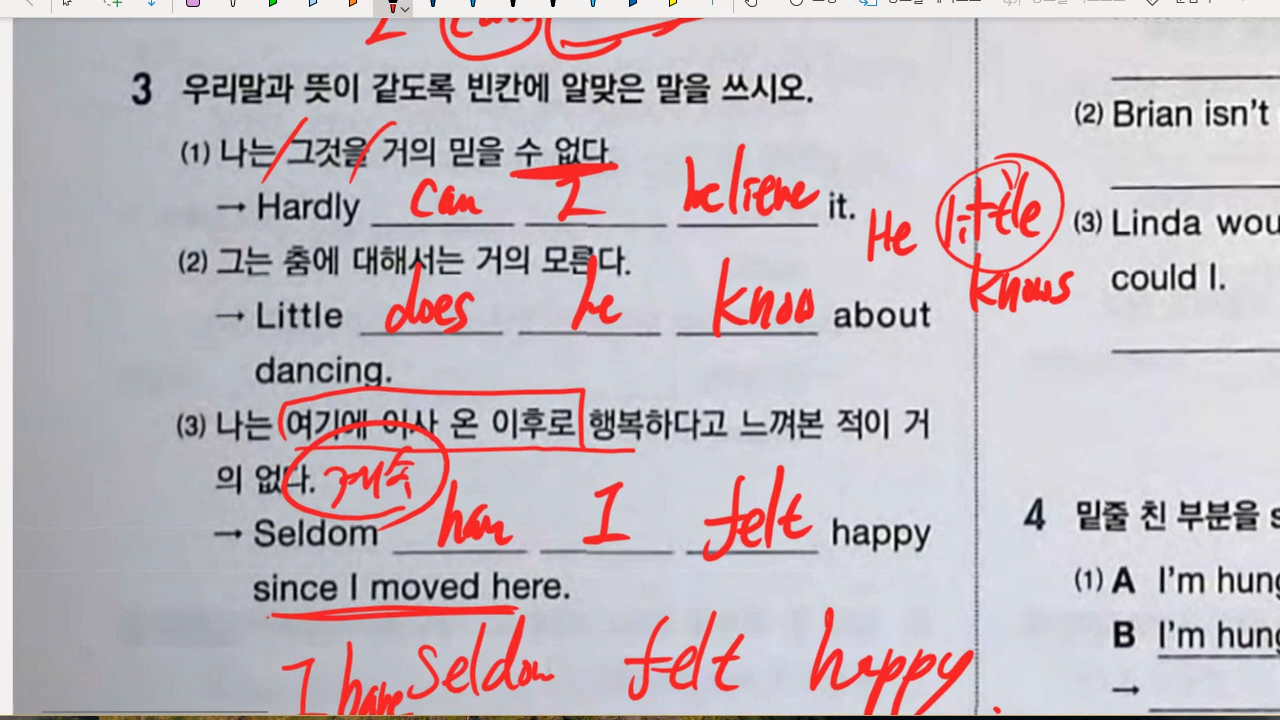 3 우리말과 뜻이 같도록 빈칸에 알맞은 말을 쓰시오.
(1) 나는 그것을 거의 믿을 수 없다.
→ Hardly can I believe it.
He little knows
(2) 그는 춤에 대해서는 거의 모른다.
→ Little does he know about
dancing.
(3) 나는 여기에 이사 온 이후로 행복하다고 느껴본 적이 거
의 없다. 계속
→ Seldom have I felt happy
since I moved here.
I have seldom felt happy.
(2) Brian isn't
(3) Linda wou
could I.
4 밑줄 친 부분을 s
(1) A I'm hung
B I'm hung
→